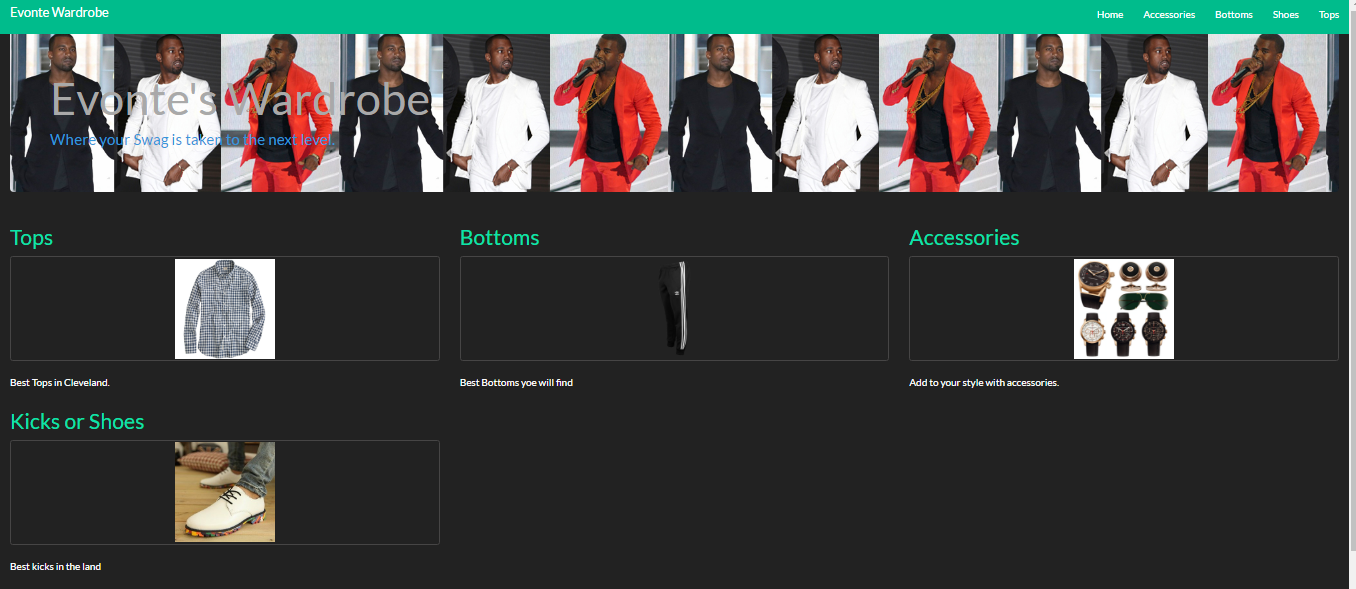 Evonte Wardrobe
Home Accessories Bottoms Shoes Tops
Evonte's Wardrobe
Where your Swag is taken to the next level.
Tops
Bottoms
Accessories
Best Tops in Cleveland.
Best Bottoms yoe will find
Add to your style with accessories.
Kicks or Shoes
Best kicks in the land